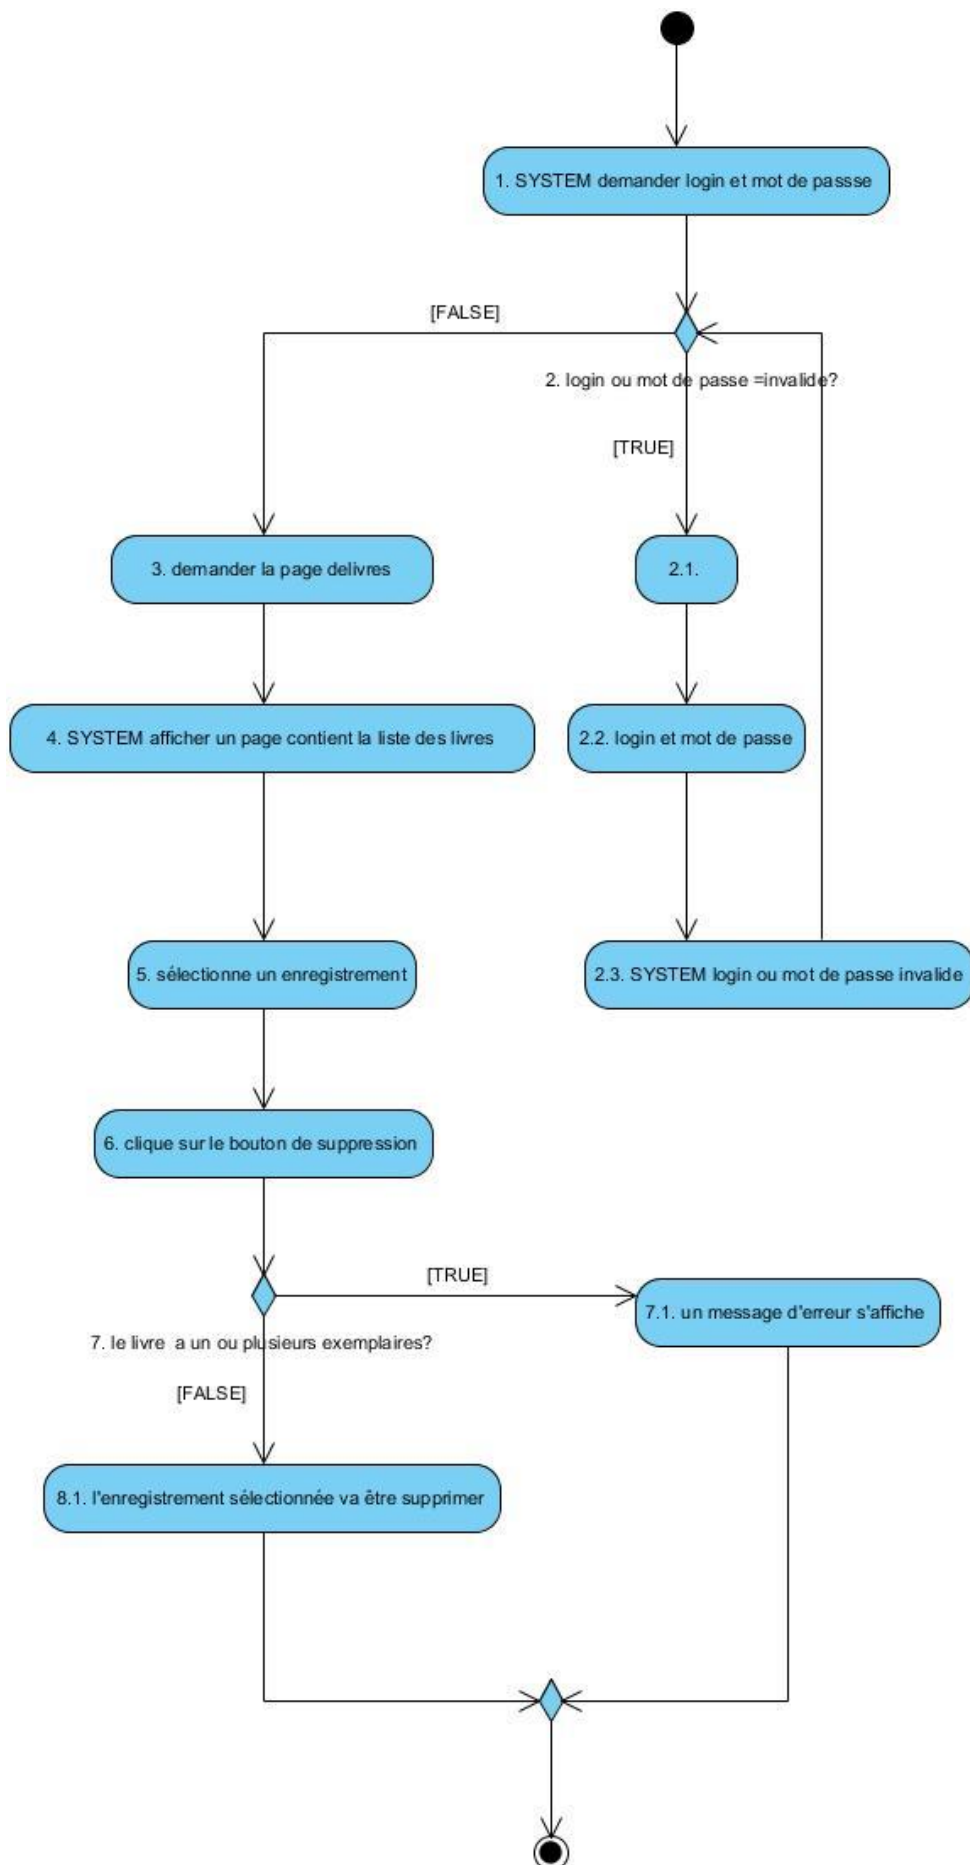 1. SYSTEM demander login et mot de passse
[FALSE]
2. login ou mot de passe =invalide?
[TRUE]
3. demander la page delivres
2.1.
4. SYSTEM afficher un page contient la liste des livres
2.2. login et mot de passe
5. sélectionne un enregistrement
2.3. SYSTEM login ou mot de passe invalide
6. clique sur le bouton de suppression
[TRUE]
7.1. un message d'erreur s'affiche
7. le livre  a un ou plusieurs exemplaires?
[FALSE]
8.1. l'enregistrement sélectionnée va être supprimer